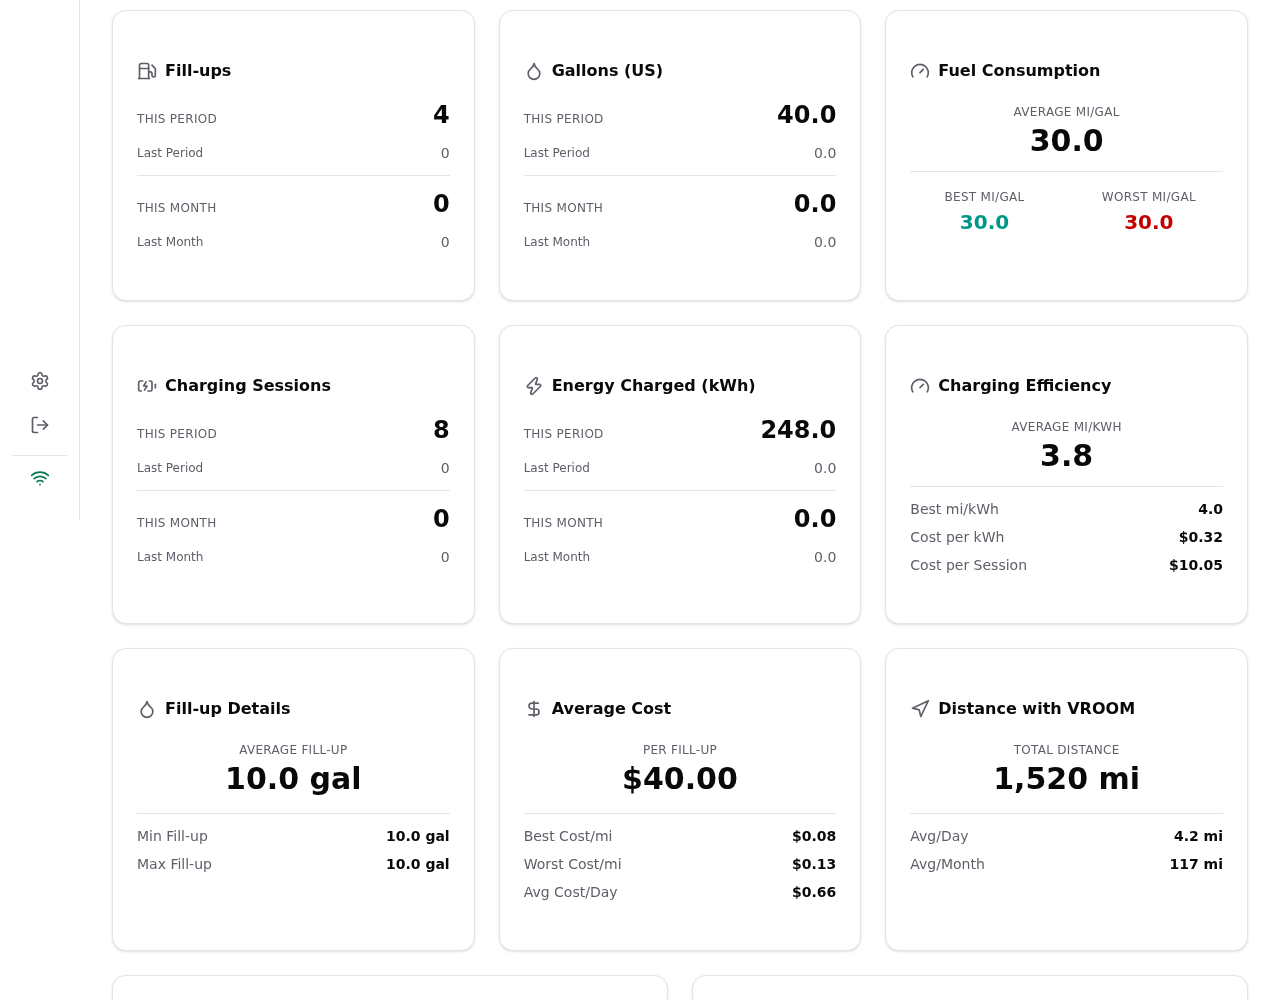 Fill-ups
THIS PERIOD 4
Last Period 0
THIS MONTH 0
Last Month 0
Gallons (US)
THIS PERIOD 40.0
Last Period 0.0
THIS MONTH 0.0
Last Month 0.0
Fuel Consumption
AVERAGE MI/GAL
30.0
BEST MI/GAL WORST MI/GAL
30.0 30.0
Charging Sessions
THIS PERIOD 8
Last Period 0
THIS MONTH 0
Last Month 0
Energy Charged (kWh)
THIS PERIOD 248.0
Last Period 0.0
THIS MONTH 0.0
Last Month 0.0
Charging Efficiency
AVERAGE MI/KWH
3.8
Best mi/kWh 4.0
Cost per kWh $0.32
Cost per Session $10.05
Fill-up Details
AVERAGE FILL-UP
10.0 gal
Min Fill-up 10.0 gal
Max Fill-up 10.0 gal
Average Cost
PER FILL-UP
$40.00
Best Cost/mi $0.08
Worst Cost/mi $0.13
Avg Cost/Day $0.66
Distance with VROOM
TOTAL DISTANCE
1,520 mi
Avg/Day 4.2 mi
Avg/Month 117 mi